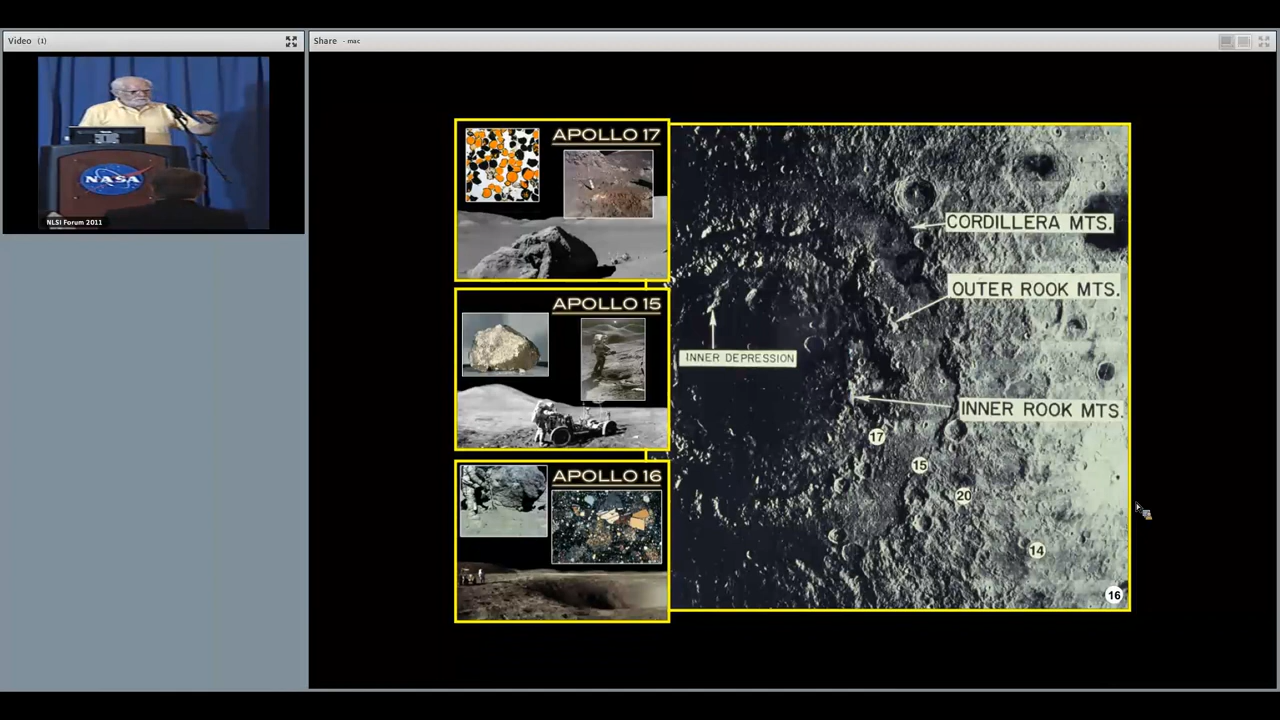 Video (1)
Share - mac
NASA
NLSI Forum 2011
APOLLO 17
APOLLO 15
APOLLO 16
CORDILLERA MTS.
OUTER ROOK MTS.
INNER DEPRESSION
INNER ROOK MTS.
17
15
20
14
16